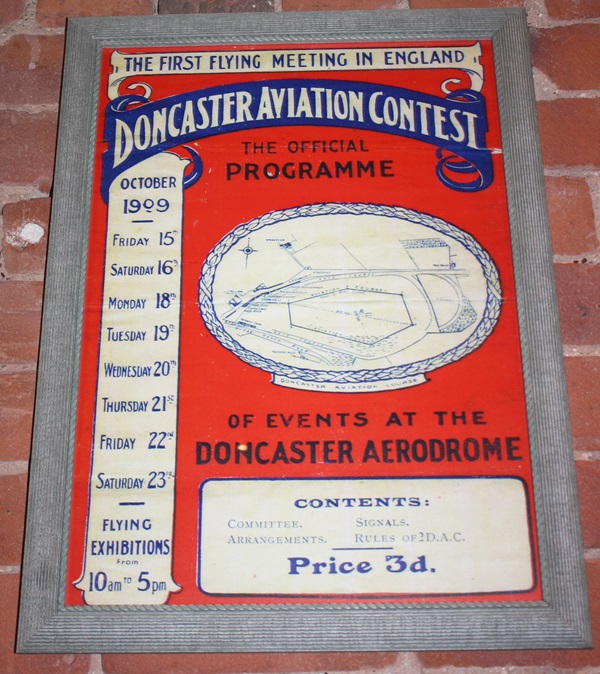 THE FIRST FLYING MEETING IN ENGLAND
DONCASTER AVIATION CONTEST
THE OFFICIAL
PROGRAMME
OCTOBER
1909
FRIDAY 15TH
SATURDAY 16TH
MONDAY 18TH
TUESDAY 19TH
WEDNESDAY 20TH
THURSDAY 21ST
FRIDAY 22ND
SATURDAY 23RD
FLYING
EXHIBITIONS
from
10am TO 5pm
DONCASTER AVIATION COURSE
OF EVENTS AT THE
DONCASTER AERODROME
CONTENTS:
COMMITTEE. SIGNALS.
ARRANGEMENTS. RULES OF D.A.C.
Price 3d.